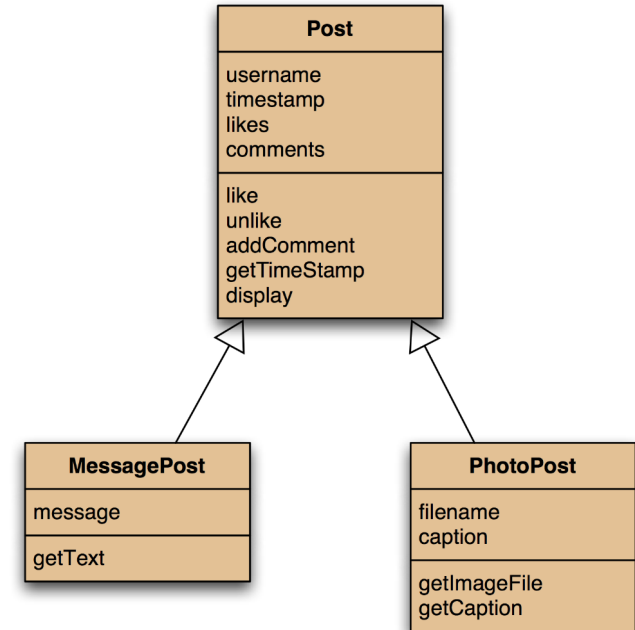 Post
username
timestamp
likes
comments
like
unlike
addComment
getTimeStamp
display
MessagePost
message
getText
PhotoPost
filename
caption
getImageFile
getCaption